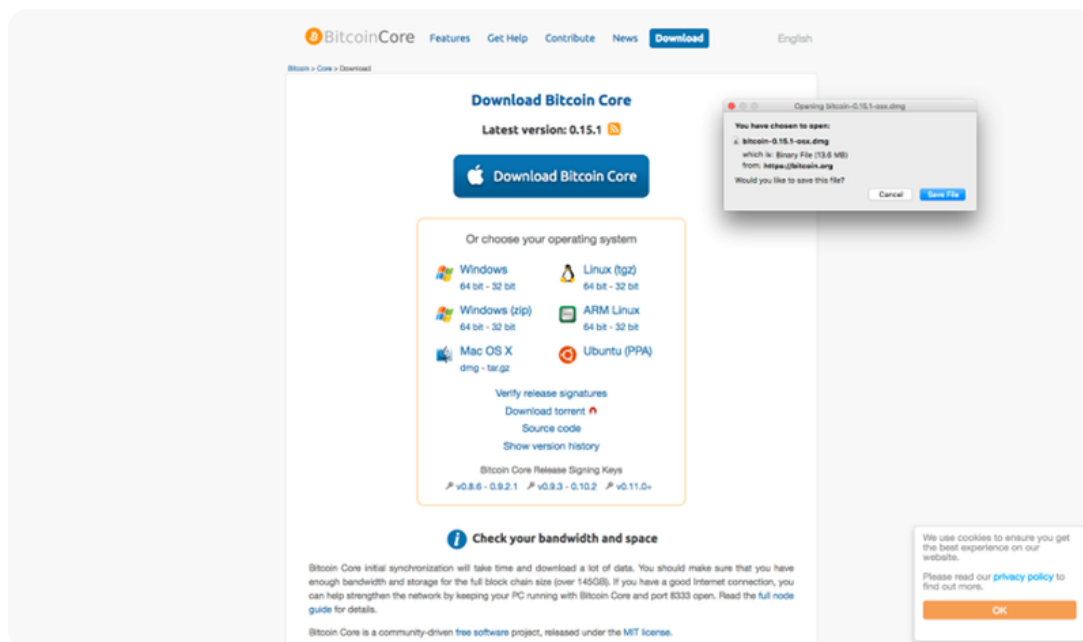 BitcoinCore Features Get Help Contribute News Download English
Bitcoin > Core > Download
Download Bitcoin Core
Latest version: 0.15.1
Download Bitcoin Core
Opening bitcoin-0.15.1-osx.dmg
You have chosen to open:
bitcoin-0.15.1-osx.dmg
which is: Binary File (13.6 MB)
from: https://bitcoin.org
Would you like to save this file?
Cancel Save File
Or choose your operating system
Windows
64 bit - 32 bit
Linux (tgz)
64 bit - 32 bit
Windows (zip)
64 bit - 32 bit
ARM Linux
64 bit - 32 bit
Mac OS X
dmg - tar.gz
Ubuntu (PPA)
Verify release signatures
Download torrent
Source code
Show version history
Bitcoin Core Release Signing Keys
v0.8.6 - 0.9.2.1 v0.9.3 - 0.10.2 v0.11.0+
Check your bandwidth and space
Bitcoin Core initial synchronization will take time and download a lot of data. You should make sure that you have
enough bandwidth and storage for the full block chain size (over 145GB). If you have a good Internet connection, you
can help strengthen the network by keeping your PC running with Bitcoin Core and port 8333 open. Read the full node
guide for details.
Bitcoin Core is a community-driven free software project, released under the MIT license.
We use cookies to ensure you get
the best experience on our
website.
Please read our privacy policy to
find out more.
OK